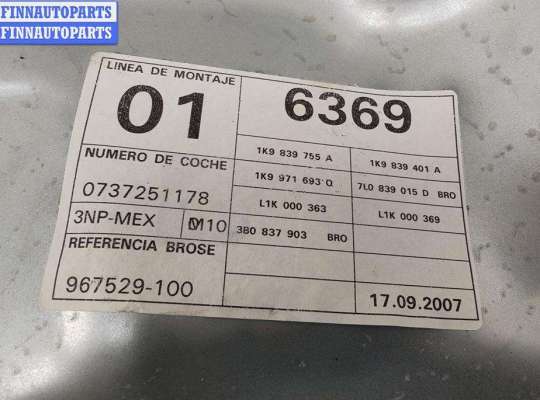 FINNAUTOPARTS
FINNAUTOPARTS
LINEA DE MONTAJE
01
6369
NUMERO DE COCHE
0737251178
1K9 839 755 A
1K9 839 401 A
1K9 971 693 Q
7L0 839 015 D BRO
L1K 000 363
L1K 000 369
3NP-MEX
M10
3B0 837 903 BRO
REFERENCIA BROSE
967529-100
17.09.2007